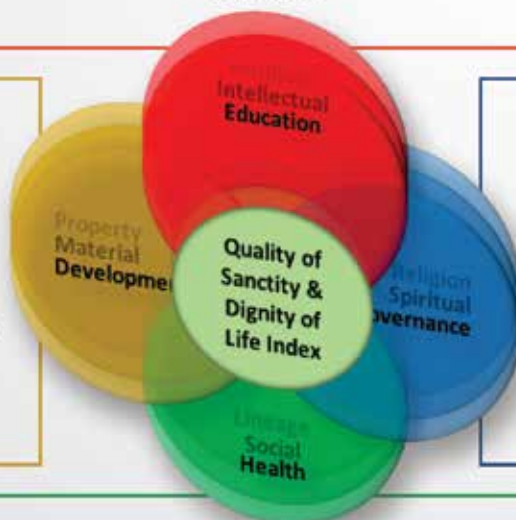 Intellectual
Education
Property
Material
Developme
Quality of
Sanctity &
Dignity of
Life Index
Religion
Spiritual
overnance
Lineage
Social
Health